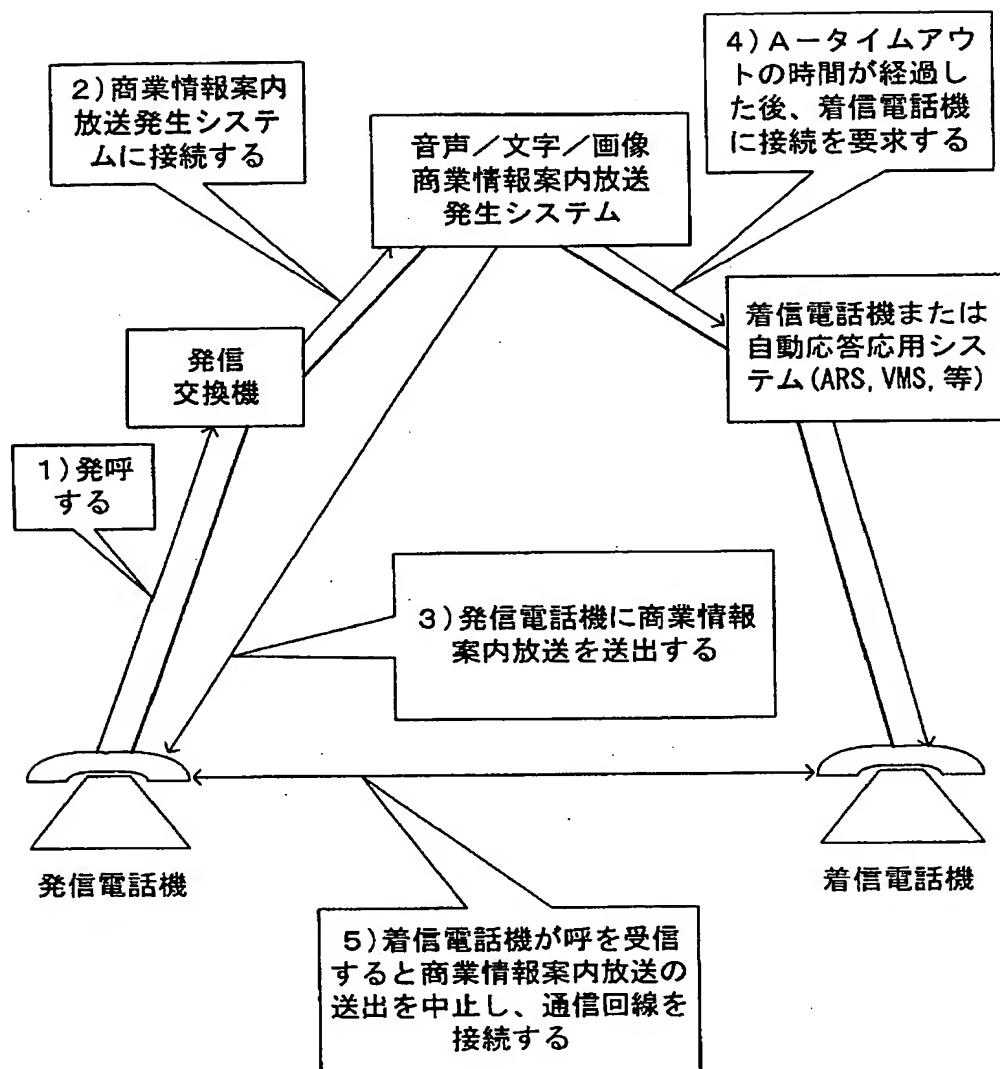 4)A-タイムアウ
トの時間が経過し
た後、着信電話機
に接続を要求する
2)商業情報案内
放送発生システ
ムに接続する
音声/文字/画像
商業情報案内放送
発生システム
着信電話機または
自動応答応用シス
テム(ARS, VMS, 等)
発信
交換機
1)発呼
する
3)発信電話機に商業情報
案内放送を送出する
発信電話機
着信電話機
5)着信電話機が呼を受信
すると商業情報案内放送の
送出を中止し、通信回線を
接続する